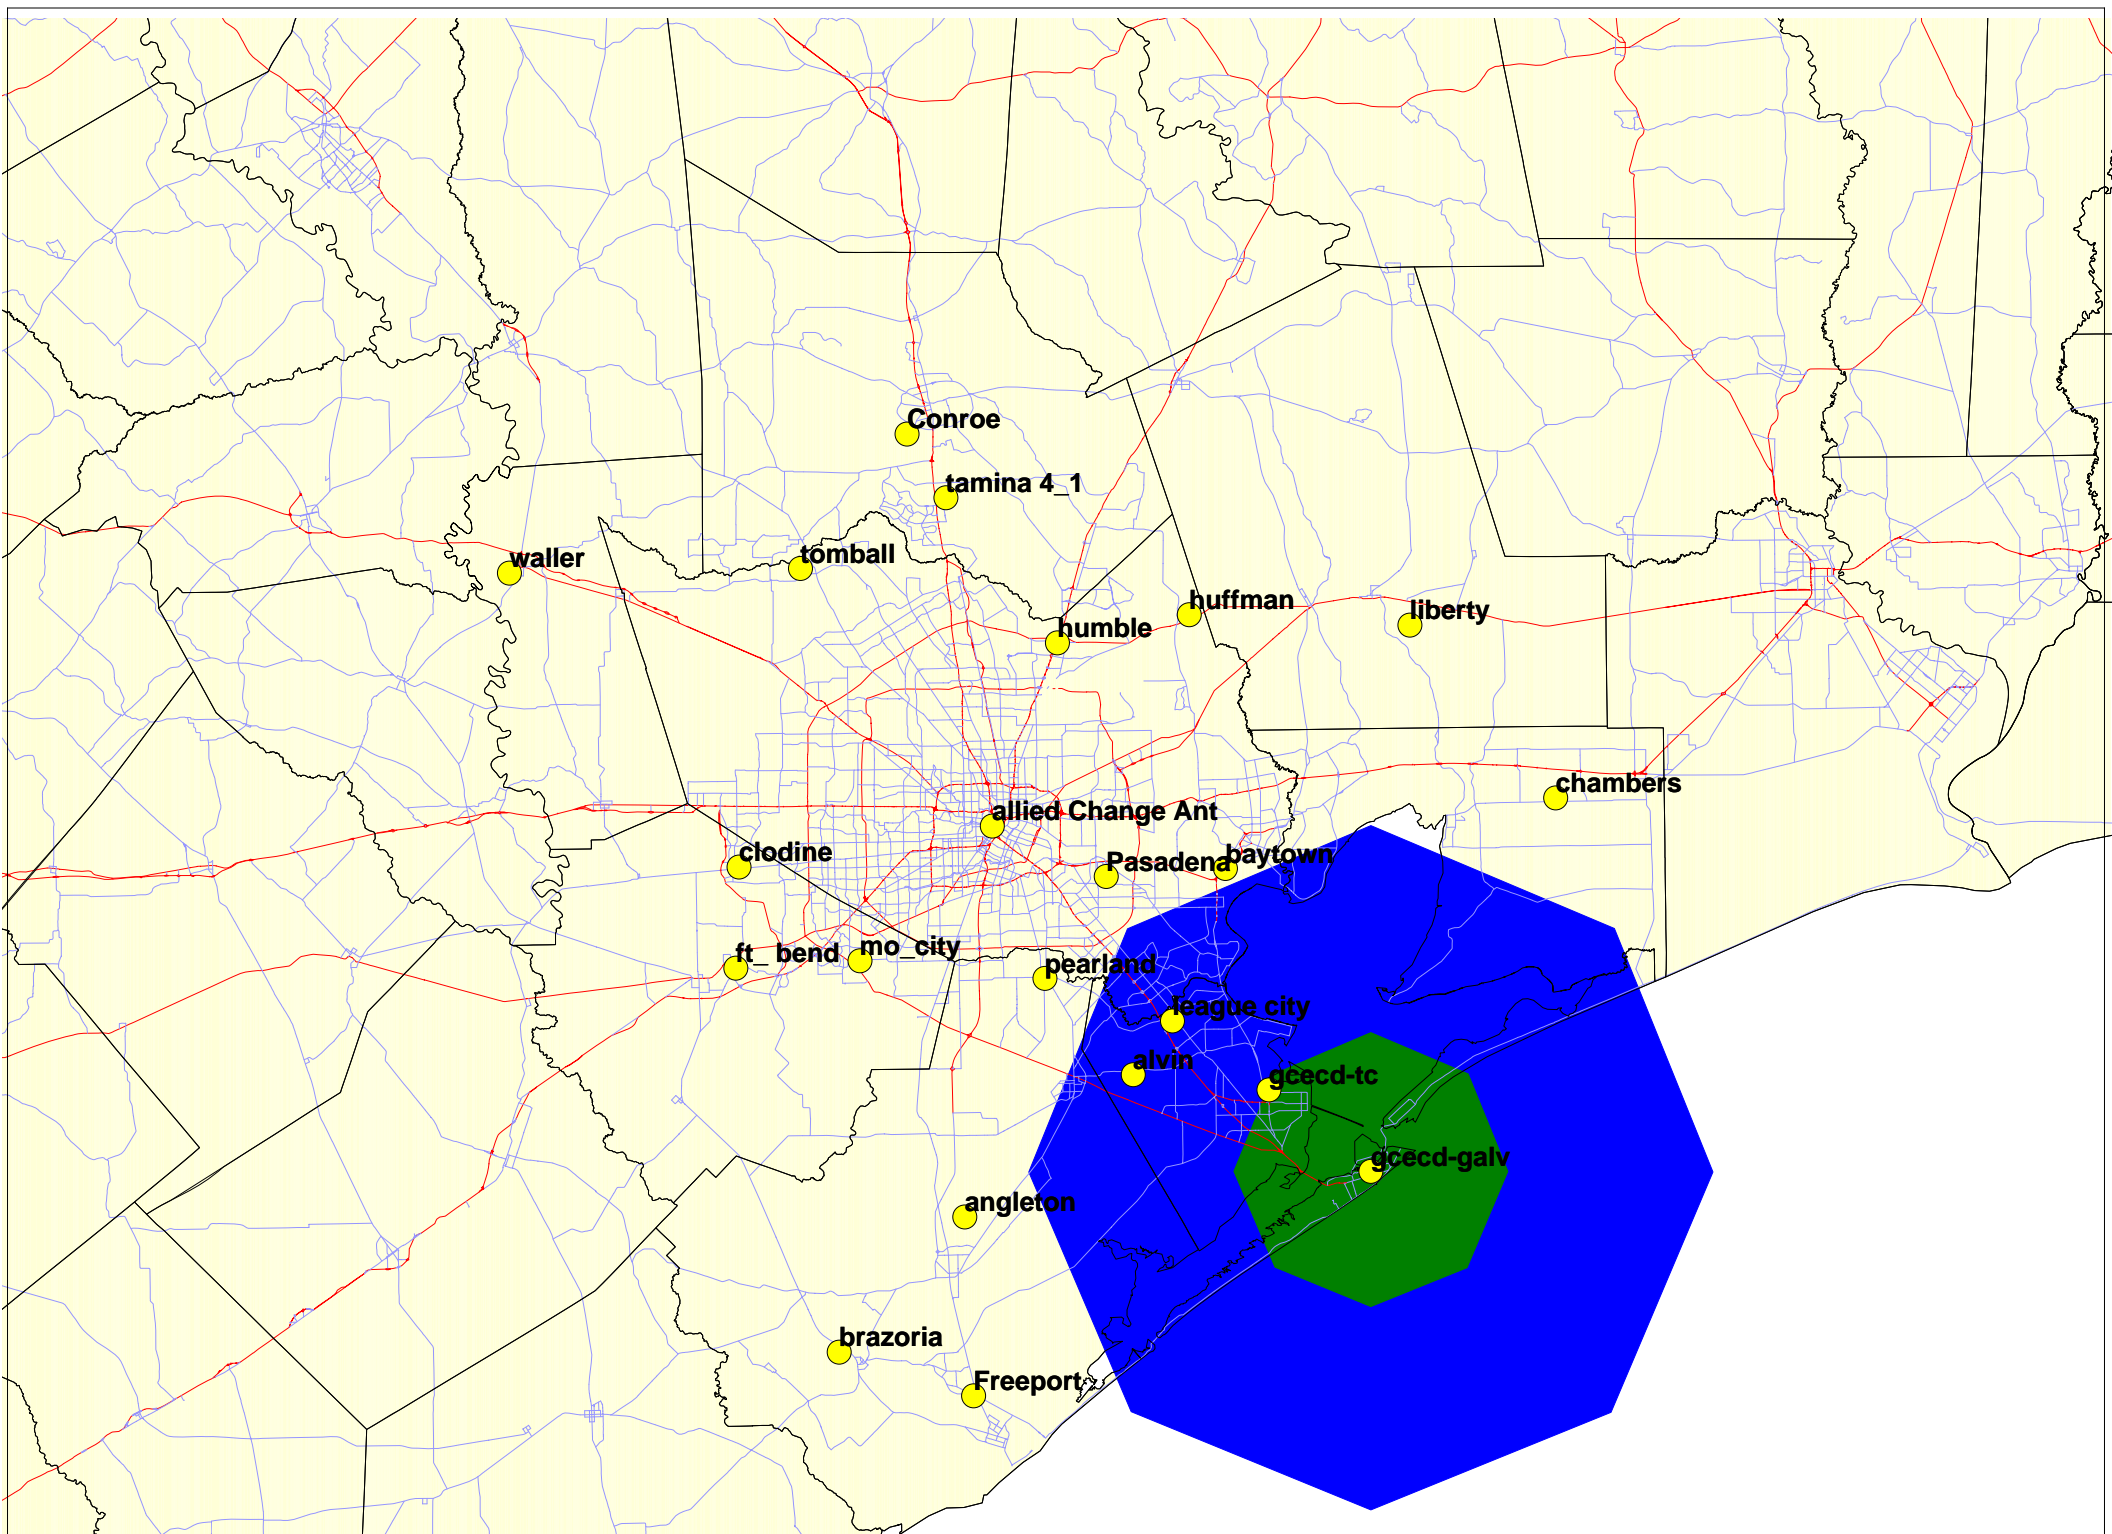 Conroe
tamina 4_1
waller
tomball
huffman
liberty
humble
chambers
allied Change Ant
clodine
Pasadena
baytown
ft_ bend
mo_city
pearland
league city
alvin
gcecd-tc
gcecd-galv
angleton
brazoria
Freeport